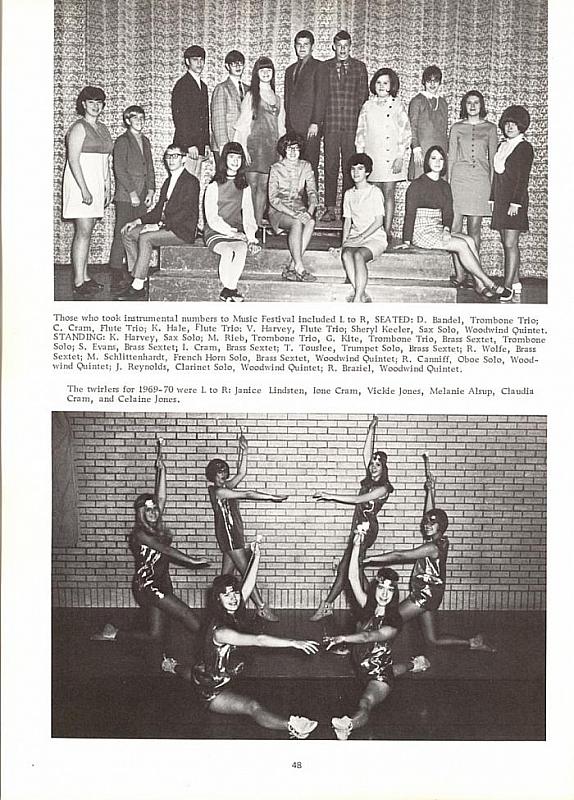 Those who took instrumental numbers to Music Festival included L to R, SEATED: D. Bandel, Trombone Trio;
C. Cram, Flute Trio; K. Hale, Flute Trio; V. Harvey, Flute Trio; Sheryl Keeler, Sax Solo, Woodwind Quintet.
STANDING: K. Harvey, Sax Solo; M. Rieb, Trombone Trio, G. Kite, Trombone Trio, Brass Sextet, Trombone
Solo; S. Evans, Brass Sextet; I. Cram, Brass Sextet; T. Touslee, Trumpet Solo, Brass Sextet; R. Wolfe, Brass
Sextet; M. Schlittenhardt, French Horn Solo, Brass Sextet, Woodwind Quintet; R. Canniff, Oboe Solo, Wood-
wind Quintet; J. Reynolds, Clarinet Solo, Woodwind Quintet; R. Braziel, Woodwind Quintet.
The twirlers for 1969-70 were L to R: Janice Lindsten, Ione Cram, Vickie Jones, Melanie Alsup, Claudia
Cram, and Celaine Jones.
48